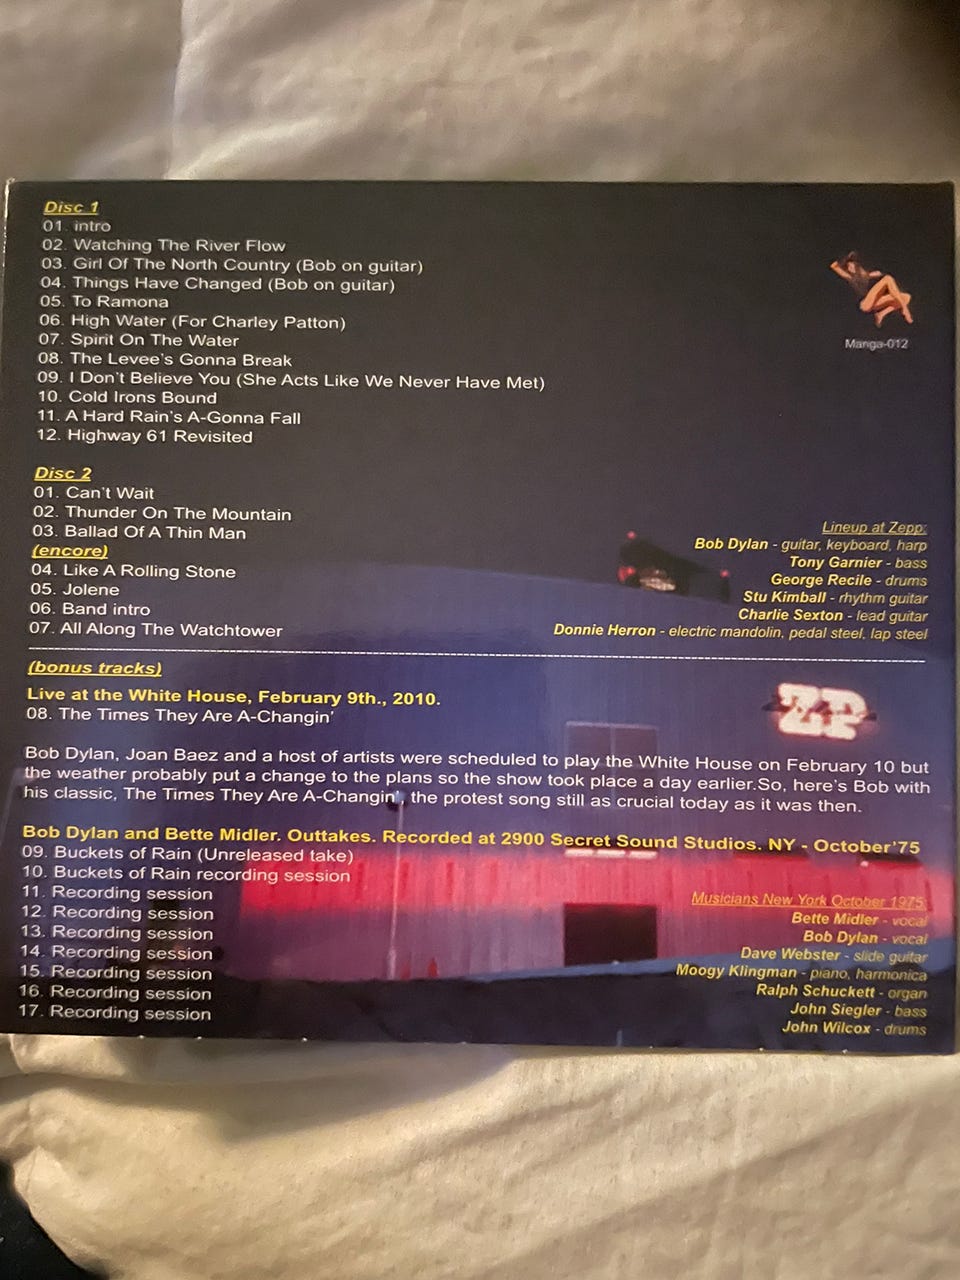 Disc 1
01. intro
02. Watching The River Flow
03. Girl Of The North Country (Bob on guitar)
04. Things Have Changed (Bob on guitar)
05. To Ramona
06. High Water (For Charley Patton)
07. Spirit On The Water
08. The Levee's Gonna Break
09. I Don't Believe You (She Acts Like We Never Have Met)
10. Cold Irons Bound
11. A Hard Rain's A-Gonna Fall
12. Highway 61 Revisited
Manga-012
Disc 2
01. Can't Wait
02. Thunder On The Mountain
03. Ballad Of A Thin Man
(encore)
04. Like A Rolling Stone
05. Jolene
06. Band intro
07. All Along The Watchtower
Lineup at Zepp:
Bob Dylan - guitar, keyboard, harp
Tony Garnier - bass
George Recile - drums
Stu Kimball - rhythm guitar
Charlie Sexton - lead guitar
Donnie Herron - electric mandolin, pedal steel, lap steel
(bonus tracks)
Live at the White House, February 9th., 2010.
08. The Times They Are A-Changin'
Bob Dylan, Joan Baez and a host of artists were scheduled to play the White House on February 10 but
the weather probably put a change to the plans so the show took place a day earlier.So, here's Bob with
his classic, The Times They Are A-Changin', the protest song still as crucial today as it was then.
Bob Dylan and Bette Midler. Outtakes. Recorded at 2900 Secret Sound Studios. NY - October'75
09. Buckets of Rain (Unreleased take)
10. Buckets of Rain recording session
11. Recording session
12. Recording session
13. Recording session
14. Recording session
15. Recording session
16. Recording session
17. Recording session
Musicians New York October 1975:
Bette Midler - vocal
Bob Dylan - vocal
Dave Webster - slide guitar
Moogy Klingman - piano, harmonica
Ralph Schuckett - organ
John Siegler - bass
John Wilcox - drums